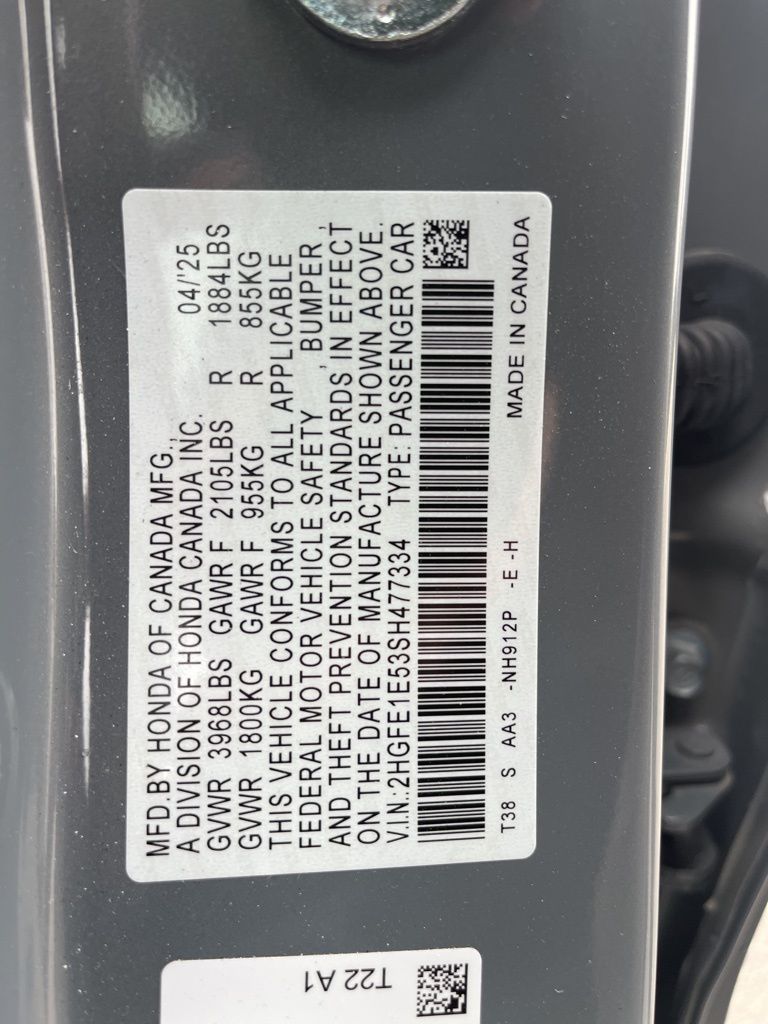 MFD.BY HONDA OF CANADA MFG.,
A DIVISION OF HONDA CANADA INC. 04/'25
GVWR 3968LBS GAWR F 2105LBS R 1884LBS
GVWR 1800KG GAWR F 955KG R 855KG
THIS VEHICLE CONFORMS TO ALL APPLICABLE
FEDERAL MOTOR VEHICLE SAFETY , BUMPER ,
AND THEFT PREVENTION STANDARDS IN EFFECT
ON THE DATE OF MANUFACTURE SHOWN ABOVE.
V.I.N.:2HGFE1E53SH477334 TYPE: PASSENGER CAR
T38 S AA3 -NH912P -E -H MADE IN CANADA
T22 A1